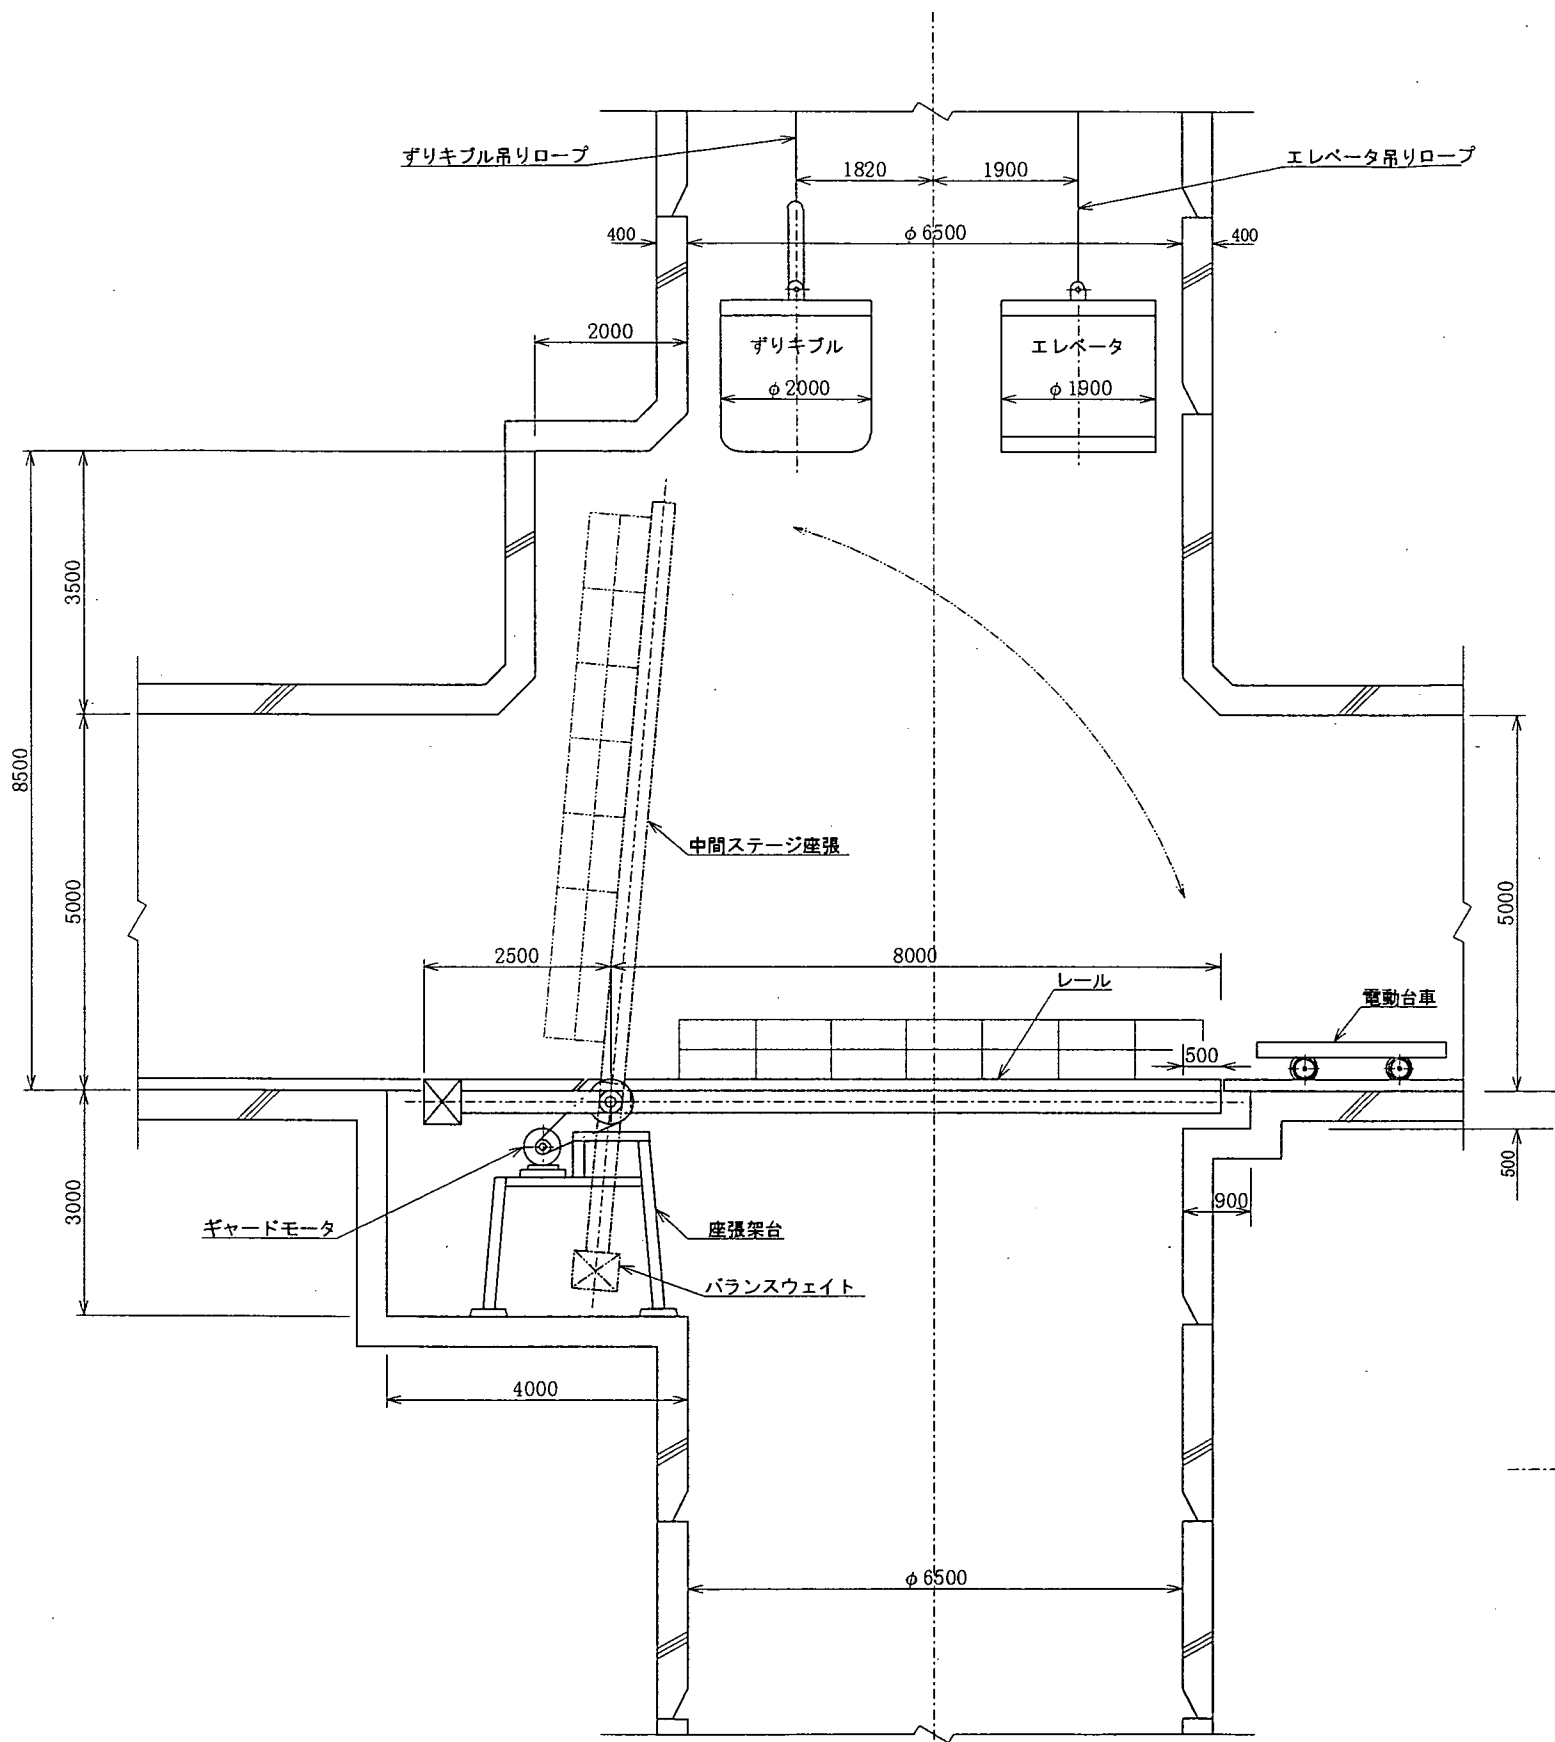 ずりキブル吊りロープ
エレベータ吊りロープ
1820
1900
400
φ6500
400
2000
ずりキブル
エレベータ
φ2000
φ1900
3500
8500
中間ステージ座張
5000
5000
2500
8000
レール
電動台車
500
3000
500
900
ギャードモータ
座張架台
バランスウェイト
4000
φ6500